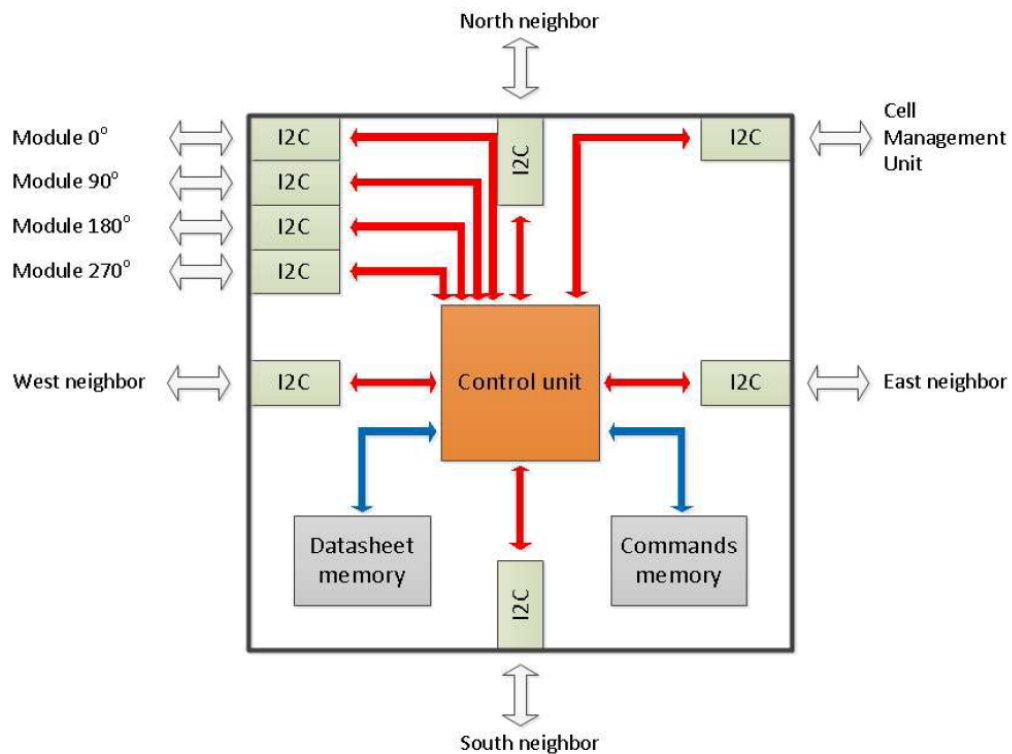 North neighbor
Module 0°
I2C
I2C
I2C
Cell
Management
Unit
Module 90°
I2C
Module 180°
I2C
Module 270°
I2C
West neighbor
I2C
Control unit
I2C
East neighbor
Datasheet
memory
Commands
memory
I2C
South neighbor